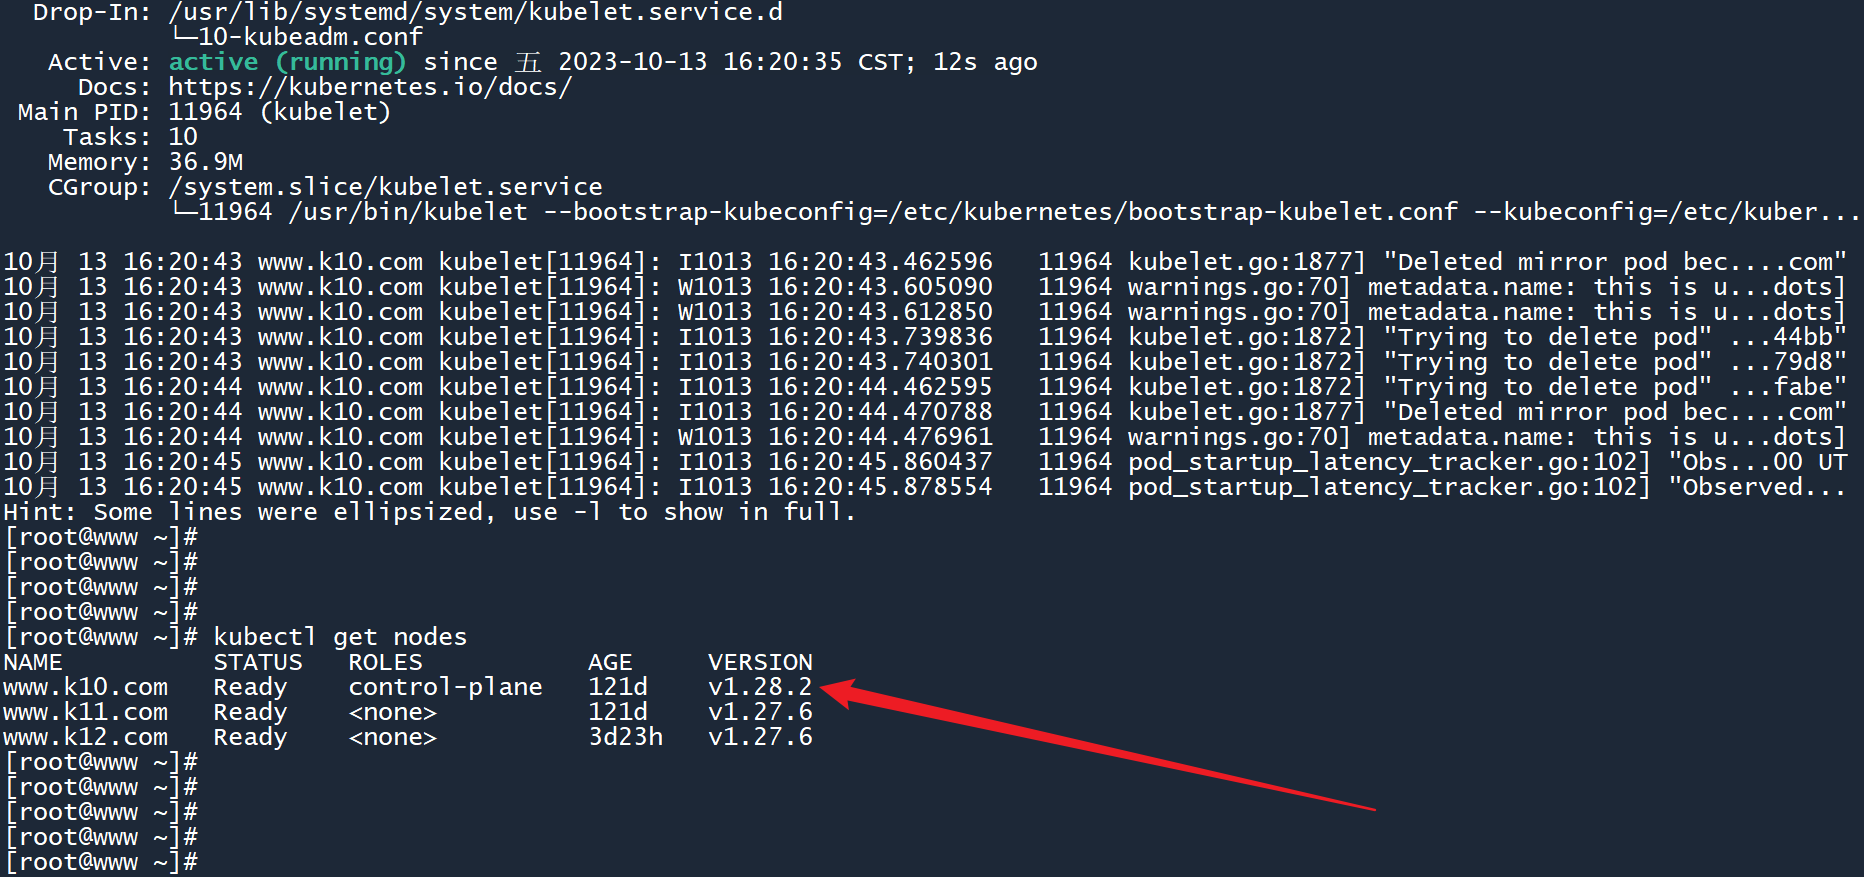 Drop-In: /usr/lib/systemd/system/kubelet.service.d
└─10-kubeadm.conf
Active: active (running) since 五 2023-10-13 16:20:35 CST; 12s ago
Docs: https://kubernetes.io/docs/
Main PID: 11964 (kubelet)
Tasks: 10
Memory: 36.9M
CGroup: /system.slice/kubelet.service
└─11964 /usr/bin/kubelet --bootstrap-kubeconfig=/etc/kubernetes/bootstrap-kubelet.conf --kubeconfig=/etc/kuber...
10月 13 16:20:43 www.k10.com kubelet[11964]: I1013 16:20:43.462596 11964 kubelet.go:1877] "Deleted mirror pod bec....com"
10月 13 16:20:43 www.k10.com kubelet[11964]: W1013 16:20:43.605090 11964 warnings.go:70] metadata.name: this is u...dots]
10月 13 16:20:43 www.k10.com kubelet[11964]: W1013 16:20:43.612850 11964 warnings.go:70] metadata.name: this is u...dots]
10月 13 16:20:43 www.k10.com kubelet[11964]: I1013 16:20:43.739836 11964 kubelet.go:1872] "Trying to delete pod" ...44bb"
10月 13 16:20:43 www.k10.com kubelet[11964]: I1013 16:20:43.740301 11964 kubelet.go:1872] "Trying to delete pod" ...79d8"
10月 13 16:20:44 www.k10.com kubelet[11964]: I1013 16:20:44.462595 11964 kubelet.go:1872] "Trying to delete pod" ...fabe"
10月 13 16:20:44 www.k10.com kubelet[11964]: I1013 16:20:44.470788 11964 kubelet.go:1877] "Deleted mirror pod bec....com"
10月 13 16:20:44 www.k10.com kubelet[11964]: W1013 16:20:44.476961 11964 warnings.go:70] metadata.name: this is u...dots]
10月 13 16:20:45 www.k10.com kubelet[11964]: I1013 16:20:45.860437 11964 pod_startup_latency_tracker.go:102] "Obs...00 UT
10月 13 16:20:45 www.k10.com kubelet[11964]: I1013 16:20:45.878554 11964 pod_startup_latency_tracker.go:102] "Observed...
Hint: Some lines were ellipsized, use -l to show in full.
[root@www ~]#
[root@www ~]#
[root@www ~]#
[root@www ~]#
[root@www ~]# kubectl get nodes
NAME STATUS ROLES AGE VERSION
www.k10.com Ready control-plane 121d v1.28.2
www.k11.com Ready <none> 121d v1.27.6
www.k12.com Ready <none> 3d23h v1.27.6
[root@www ~]#
[root@www ~]#
[root@www ~]#
[root@www ~]#
[root@www ~]#